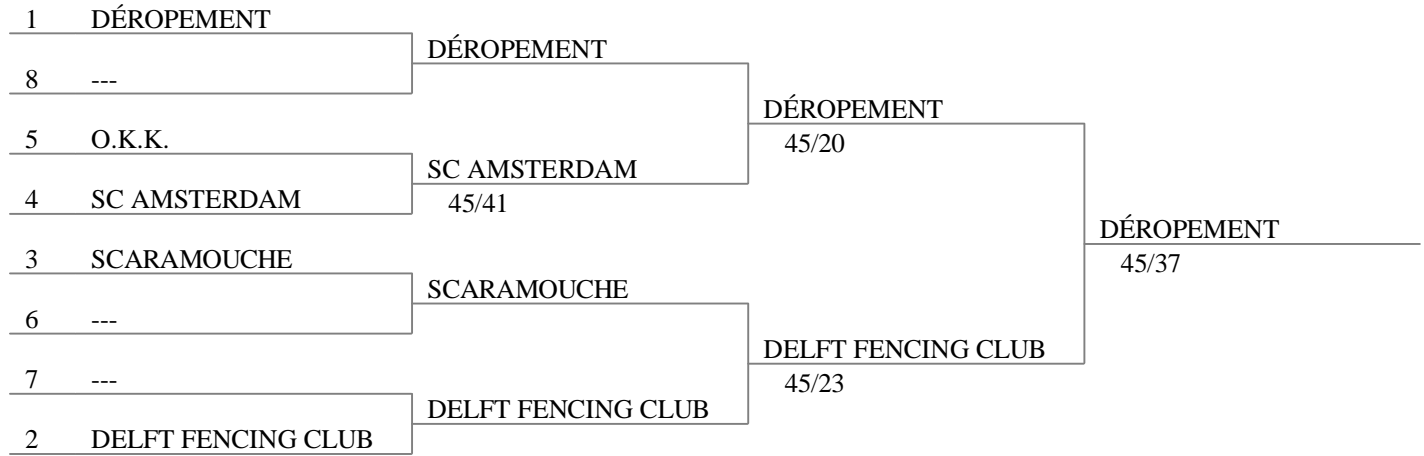 1 DÉROPEMENT
DÉROPEMENT
8 ---
DÉROPEMENT
45/20
5 O.K.K.
SC AMSTERDAM
45/41
4 SC AMSTERDAM
DÉROPEMENT
45/37
3 SCARAMOUCHE
SCARAMOUCHE
6 ---
DELFT FENCING CLUB
45/23
7 ---
DELFT FENCING CLUB
2 DELFT FENCING CLUB